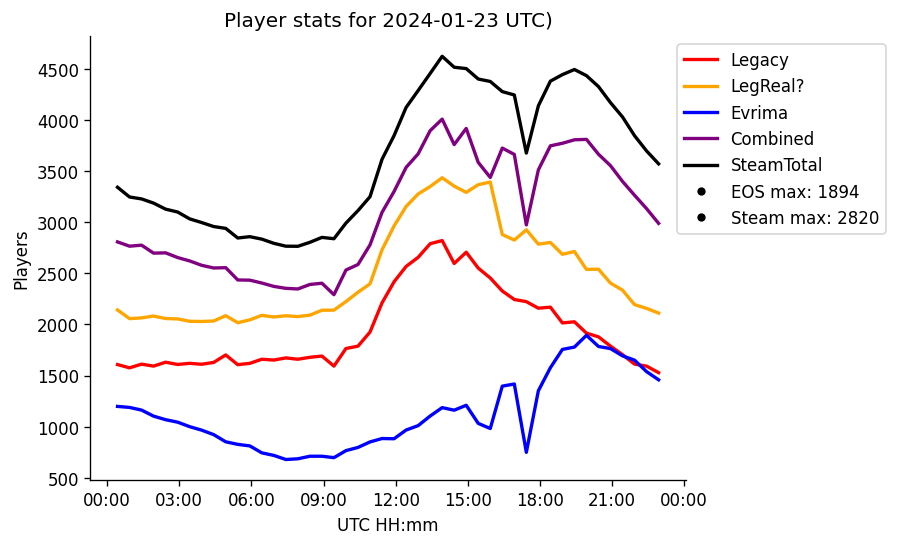 Player stats for 2024-01-23 UTC)
Legacy
LegReal?
Evrima
Combined
SteamTotal
EOS max: 1894
Steam max: 2820
Players
4500
4000
3500
3000
2500
2000
1500
1000
500
00:00 03:00 06:00 09:00 12:00 15:00 18:00 21:00 00:00
UTC HH:mm